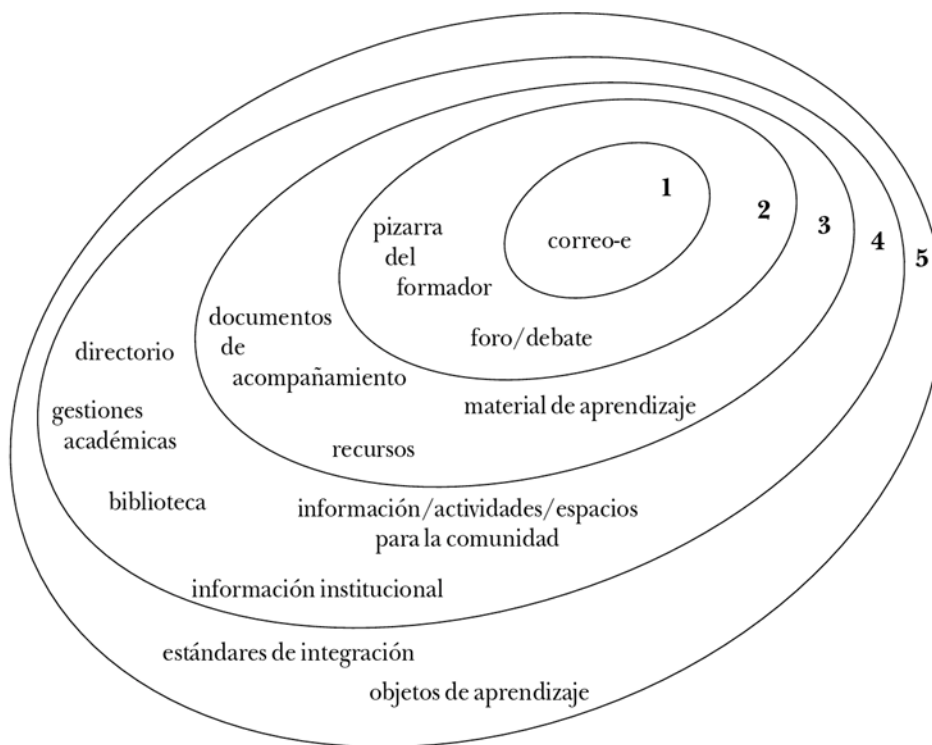 1
correo-e
2
pizarra
del
formador
foro/debate
3
documentos
de
acompañamiento
material de aprendizaje
recursos
4
directorio
gestiones
académicas
biblioteca
información/actividades/espacios
para la comunidad
información institucional
5
estándares de integración
objetos de aprendizaje